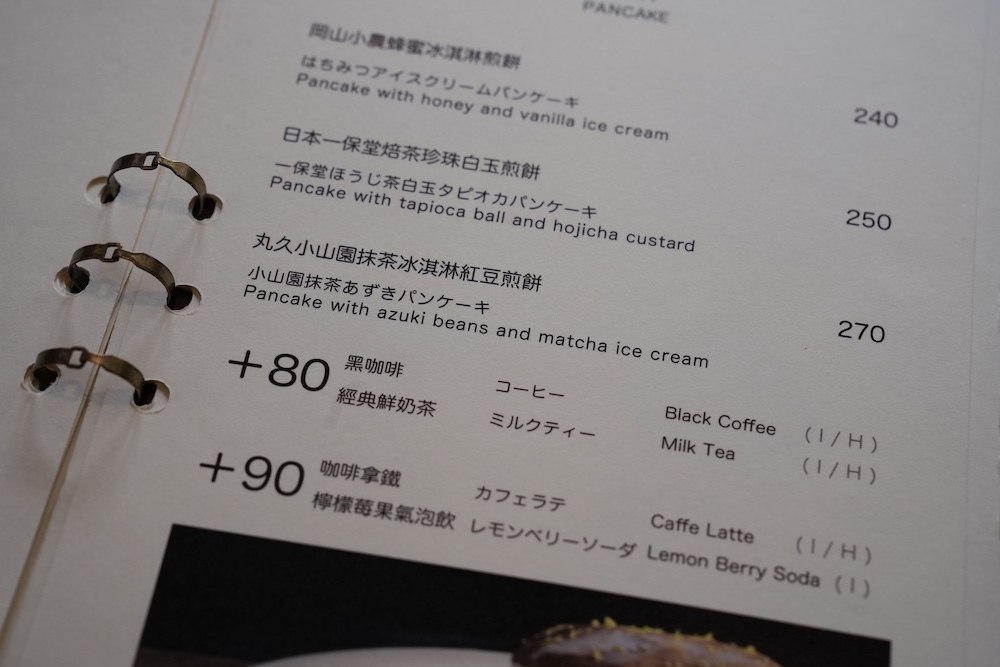 PANCAKE
岡山小農蜂蜜冰淇淋煎餅
はちみつアイスクリームパンケーキ
Pancake with honey and vanilla ice cream 240
日本一保堂焙茶珍珠白玉煎餅
一保堂ほうじ茶白玉タピオカパンケーキ
Pancake with tapioca ball and hojicha custard 250
丸久小山園抹茶冰淇淋紅豆煎餅
小山園抹茶あずきパンケーキ
Pancake with azuki beans and matcha ice cream 270
+80 黑咖啡 コーヒー Black Coffee (I/H)
經典鮮奶茶 ミルクティー Milk Tea (I/H)
+90 咖啡拿鐵 カフェラテ Caffe Latte (I/H)
檸檬莓果氣泡飲 レモンベリーソーダ Lemon Berry Soda (I)